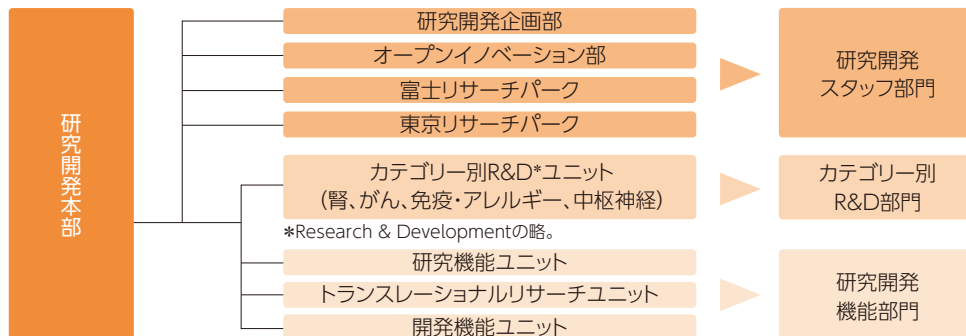 研究開発本部
研究開発企画部
オープンイノベーション部
富士リサーチパーク
東京リサーチパーク
研究開発
スタッフ部門
カテゴリー別R&D*ユニット
(腎、がん、免疫・アレルギー、中枢神経)
*Research & Developmentの略。
カテゴリー別
R&D部門
研究機能ユニット
トランスレーショナルリサーチユニット
開発機能ユニット
研究開発
機能部門